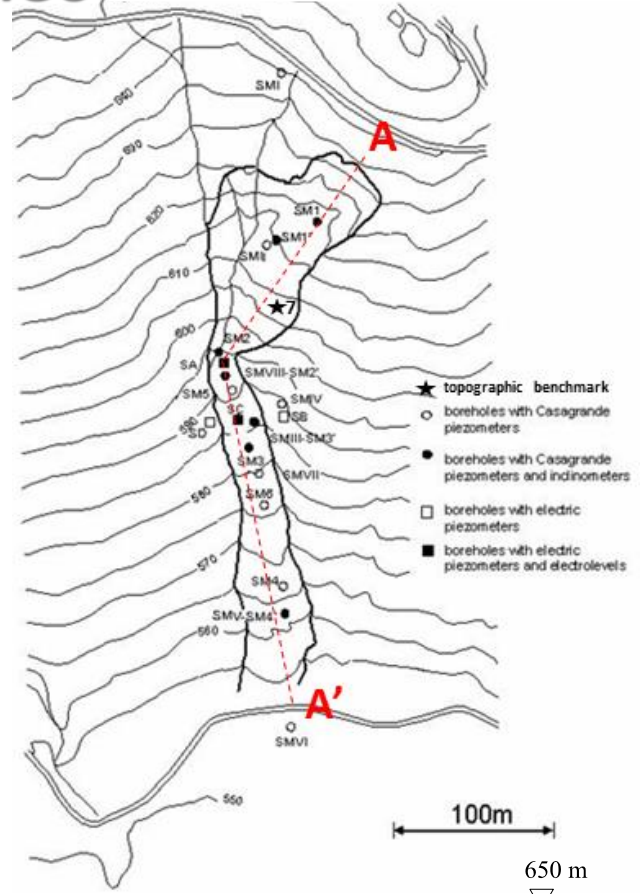 SMI
A
640
690
620
SM1
SM1'
SMII
610
7
600
SM2
SA
SMVIII-SM2'
SM5
SMIV
SC
SB
590
SD
SMIII-SM3'
SM3
SMVII
580
SM6
570
SM4
SMV-SM4'
560
A’
SMVI
550
topographic benchmark
boreholes with Casagrande
piezometers
boreholes with Casagrande
piezometers and inclinometers
boreholes with electric
piezometers
boreholes with electric
piezometers and electrolevels
100m
650 m